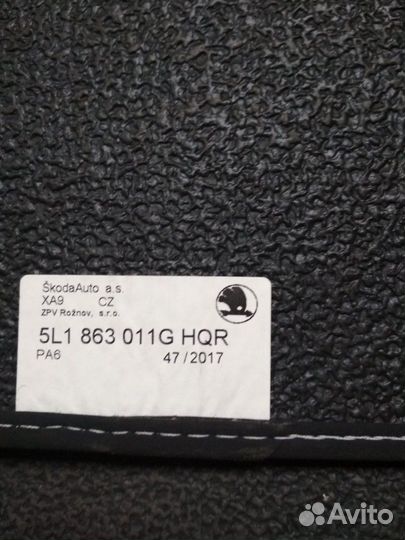 ŠkodaAuto a.s.
XA9 CZ
ZPV Rožnov, s.r.o.
5L1 863 011G HQR
PA6 47/2017
Avito